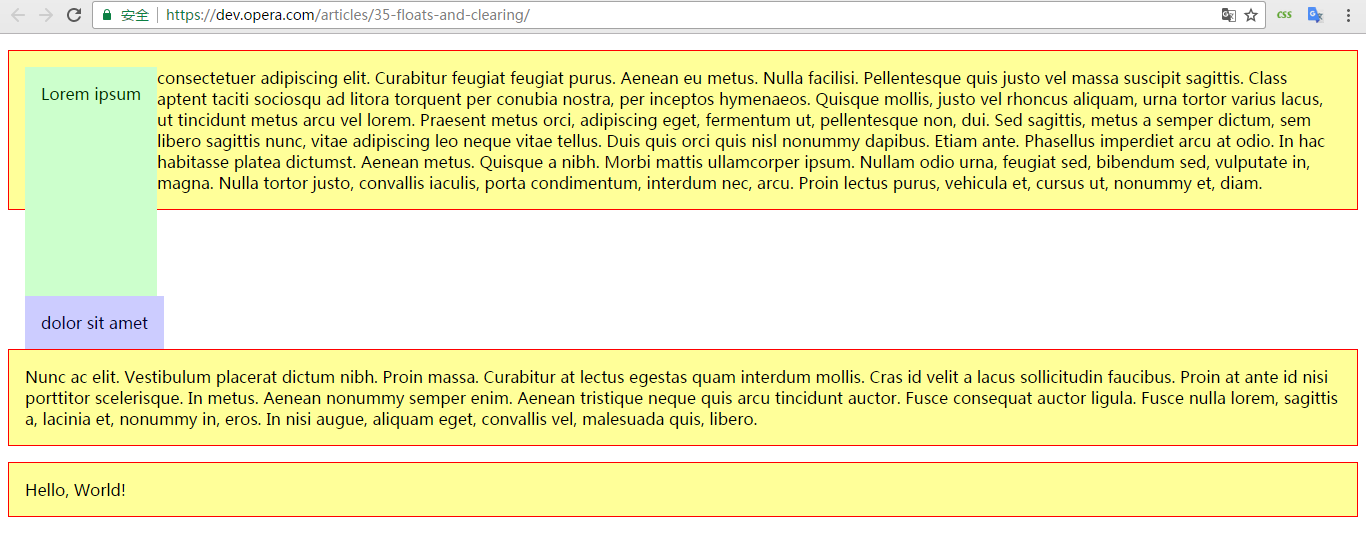 安全 https://dev.opera.com/articles/35-floats-and-clearing/ css
Lorem ipsum
consectetuer adipiscing elit. Curabitur feugiat feugiat purus. Aenean eu metus. Nulla facilisi. Pellentesque quis justo vel massa suscipit sagittis. Class
aptent taciti sociosqu ad litora torquent per conubia nostra, per inceptos hymenaeos. Quisque mollis, justo vel rhoncus aliquam, urna tortor varius lacus,
ut tincidunt metus arcu vel lorem. Praesent metus orci, adipiscing eget, fermentum ut, pellentesque non, dui. Sed sagittis, metus a semper dictum, sem
libero sagittis nunc, vitae adipiscing leo neque vitae tellus. Duis quis orci quis nisl nonummy dapibus. Etiam ante. Phasellus imperdiet arcu at odio. In hac
habitasse platea dictumst. Aenean metus. Quisque a nibh. Morbi mattis ullamcorper ipsum. Nullam odio urna, feugiat sed, bibendum sed, vulputate in,
magna. Nulla tortor justo, convallis iaculis, porta condimentum, interdum nec, arcu. Proin lectus purus, vehicula et, cursus ut, nonummy et, diam.
dolor sit amet
Nunc ac elit. Vestibulum placerat dictum nibh. Proin massa. Curabitur at lectus egestas quam interdum mollis. Cras id velit a lacus sollicitudin faucibus. Proin at ante id nisi
porttitor scelerisque. In metus. Aenean nonummy semper enim. Aenean tristique neque quis arcu tincidunt auctor. Fusce consequat auctor ligula. Fusce nulla lorem, sagittis
a, lacinia et, nonummy in, eros. In nisi augue, aliquam eget, convallis vel, malesuada quis, libero.
Hello, World!